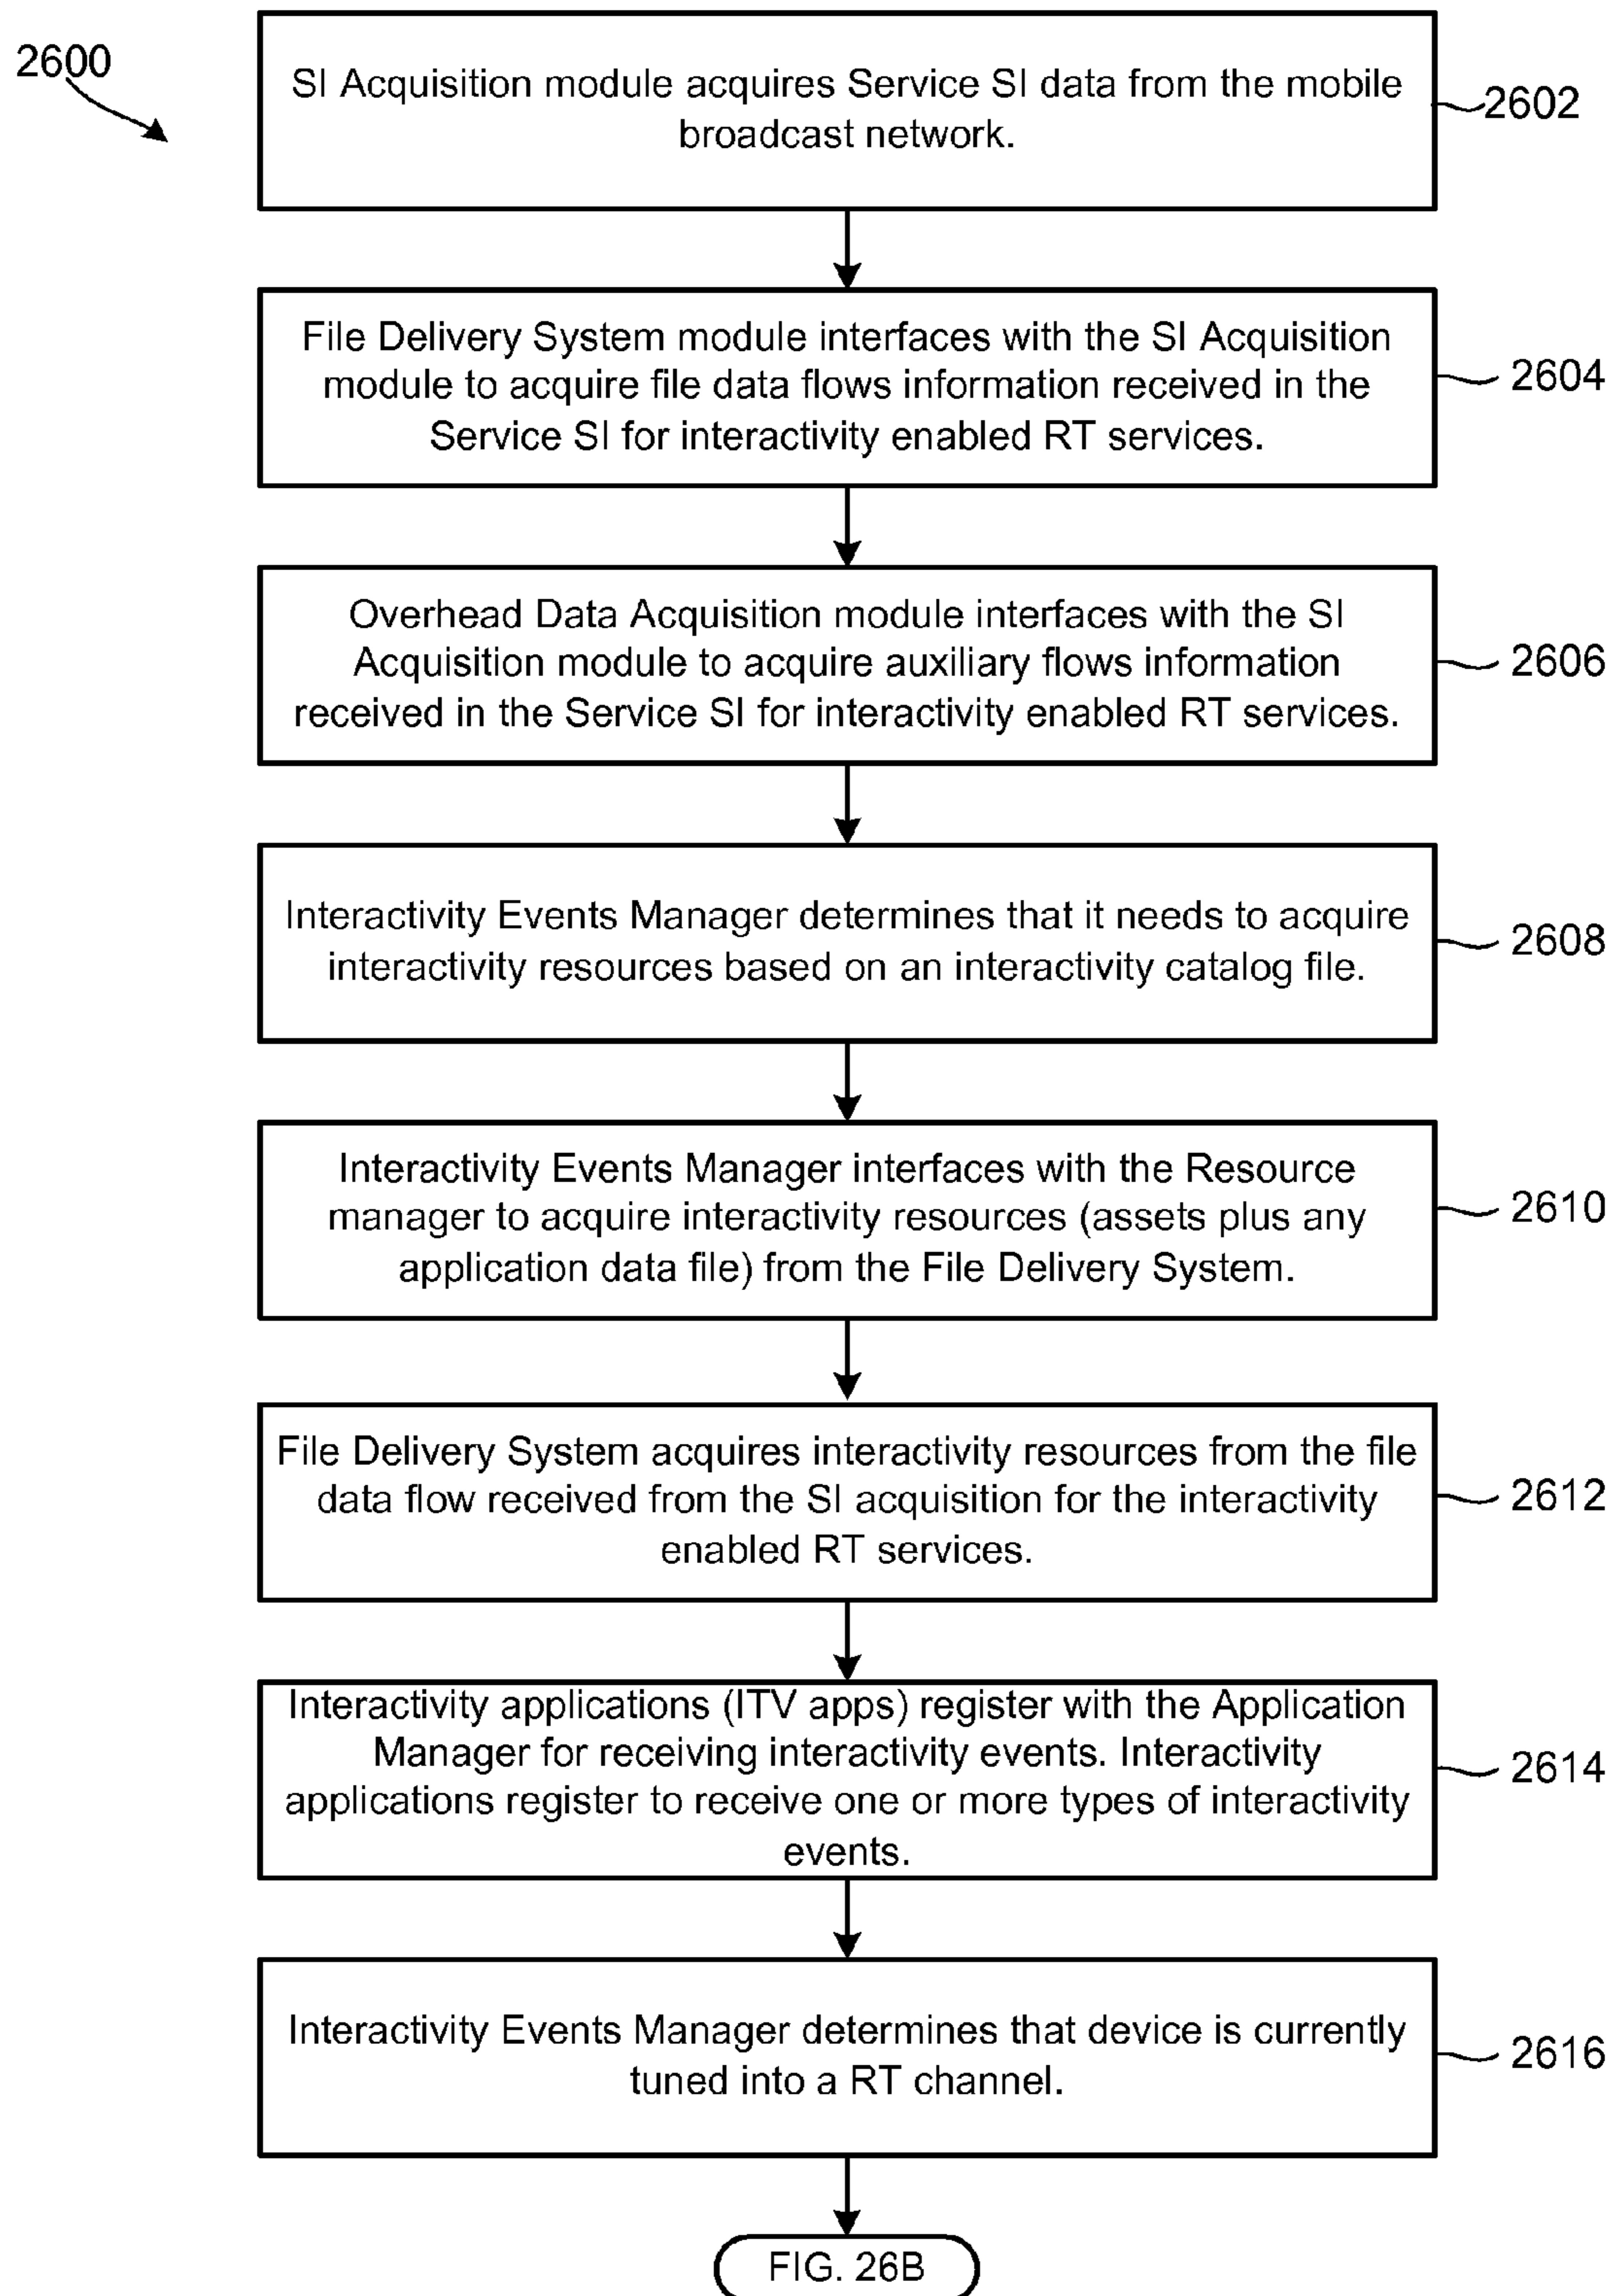 2600
SI Acquisition module acquires Service SI data from the mobile
broadcast network.
2602
File Delivery System module interfaces with the SI Acquisition
module to acquire file data flows information received in the
Service SI for interactivity enabled RT services.
2604
Overhead Data Acquisition module interfaces with the SI
Acquisition module to acquire auxiliary flows information
received in the Service SI for interactivity enabled RT services.
2606
Interactivity Events Manager determines that it needs to acquire
interactivity resources based on an interactivity catalog file.
2608
Interactivity Events Manager interfaces with the Resource
manager to acquire interactivity resources (assets plus any
application data file) from the File Delivery System.
2610
File Delivery System acquires interactivity resources from the file
data flow received from the SI acquisition for the interactivity
enabled RT services.
2612
Interactivity applications (ITV apps) register with the Application
Manager for receiving interactivity events. Interactivity
applications register to receive one or more types of interactivity
events.
2614
Interactivity Events Manager determines that device is currently
tuned into a RT channel.
2616
FIG. 26B